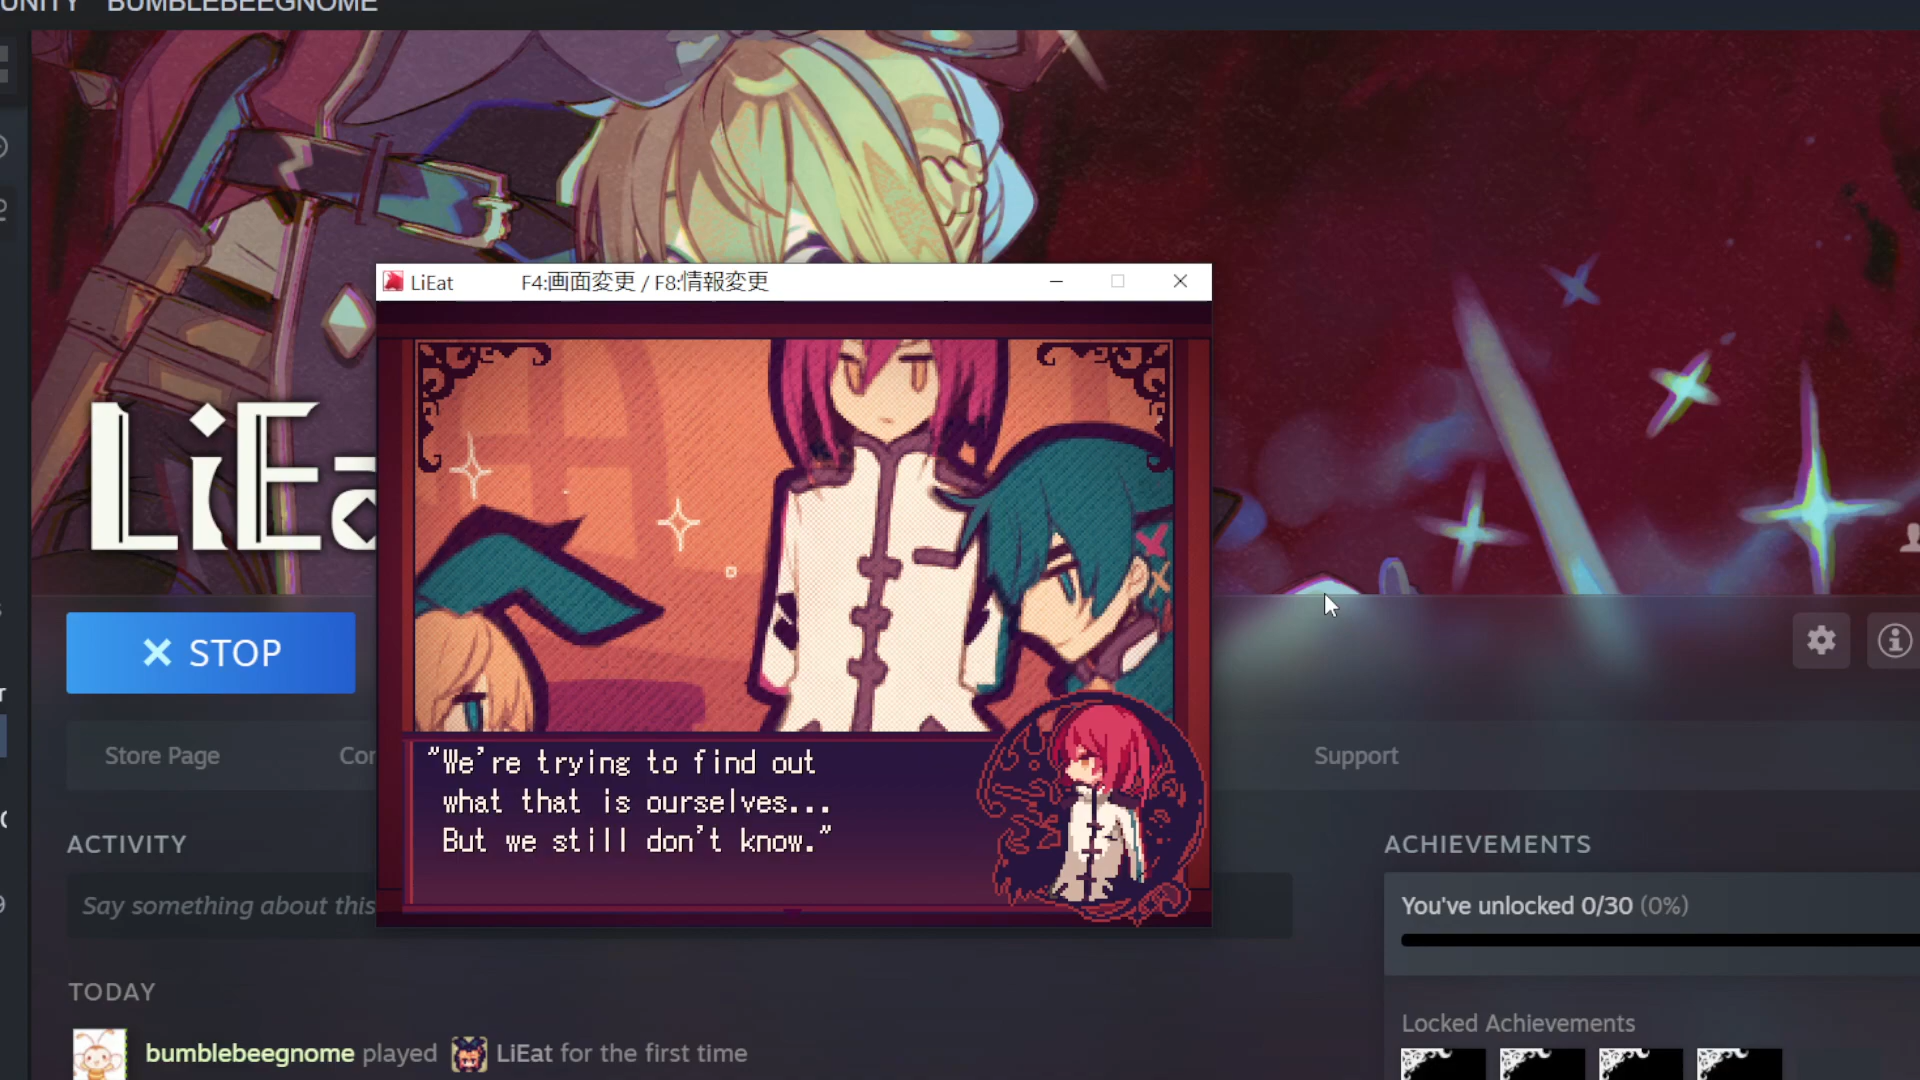 BUMBLEBEEGNOME
LiEat F4:画面変更 / F8:情報変更
LiEa
STOP
Store Page
Support
"We're trying to find out
what that is ourselves...
But we still don't know."
ACTIVITY
Say something about this
TODAY
bumblebeegnome played LiEat for the first time
ACHIEVEMENTS
You've unlocked 0/30 (0%)
Locked Achievements